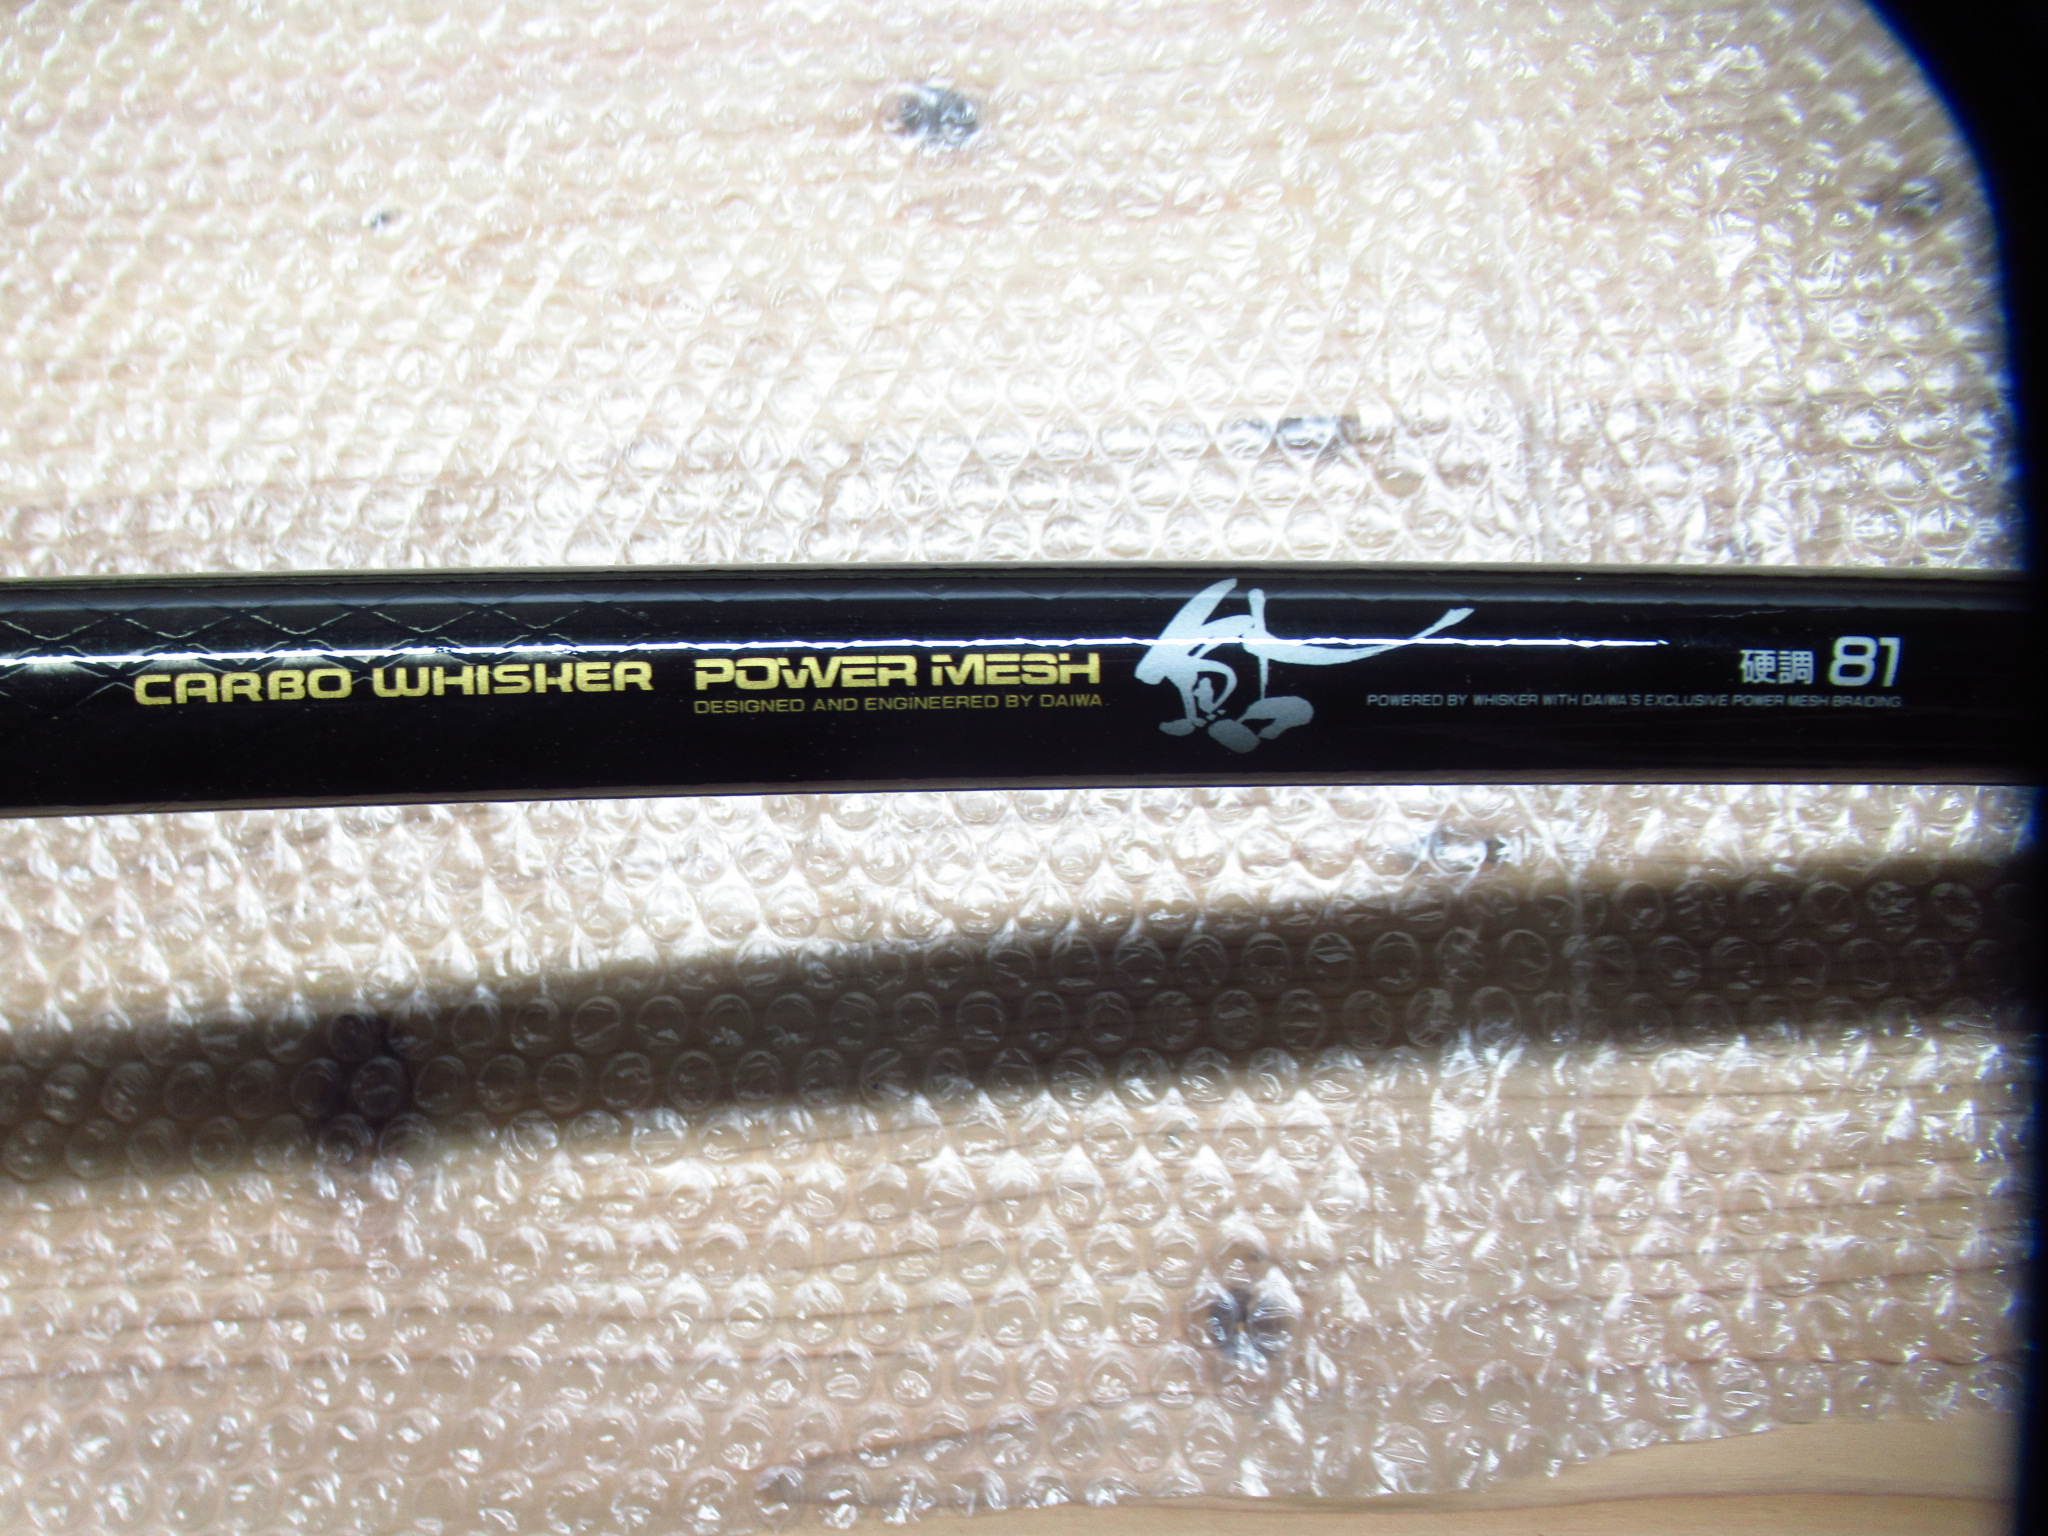 CARBO WHISKER POWER MESH
DESIGNED AND ENGINEERED BY DAIWA
硬調 81
POWERED BY WHISKER WITH DAIWA'S EXCLUSIVE POWER MESH BRAIDING